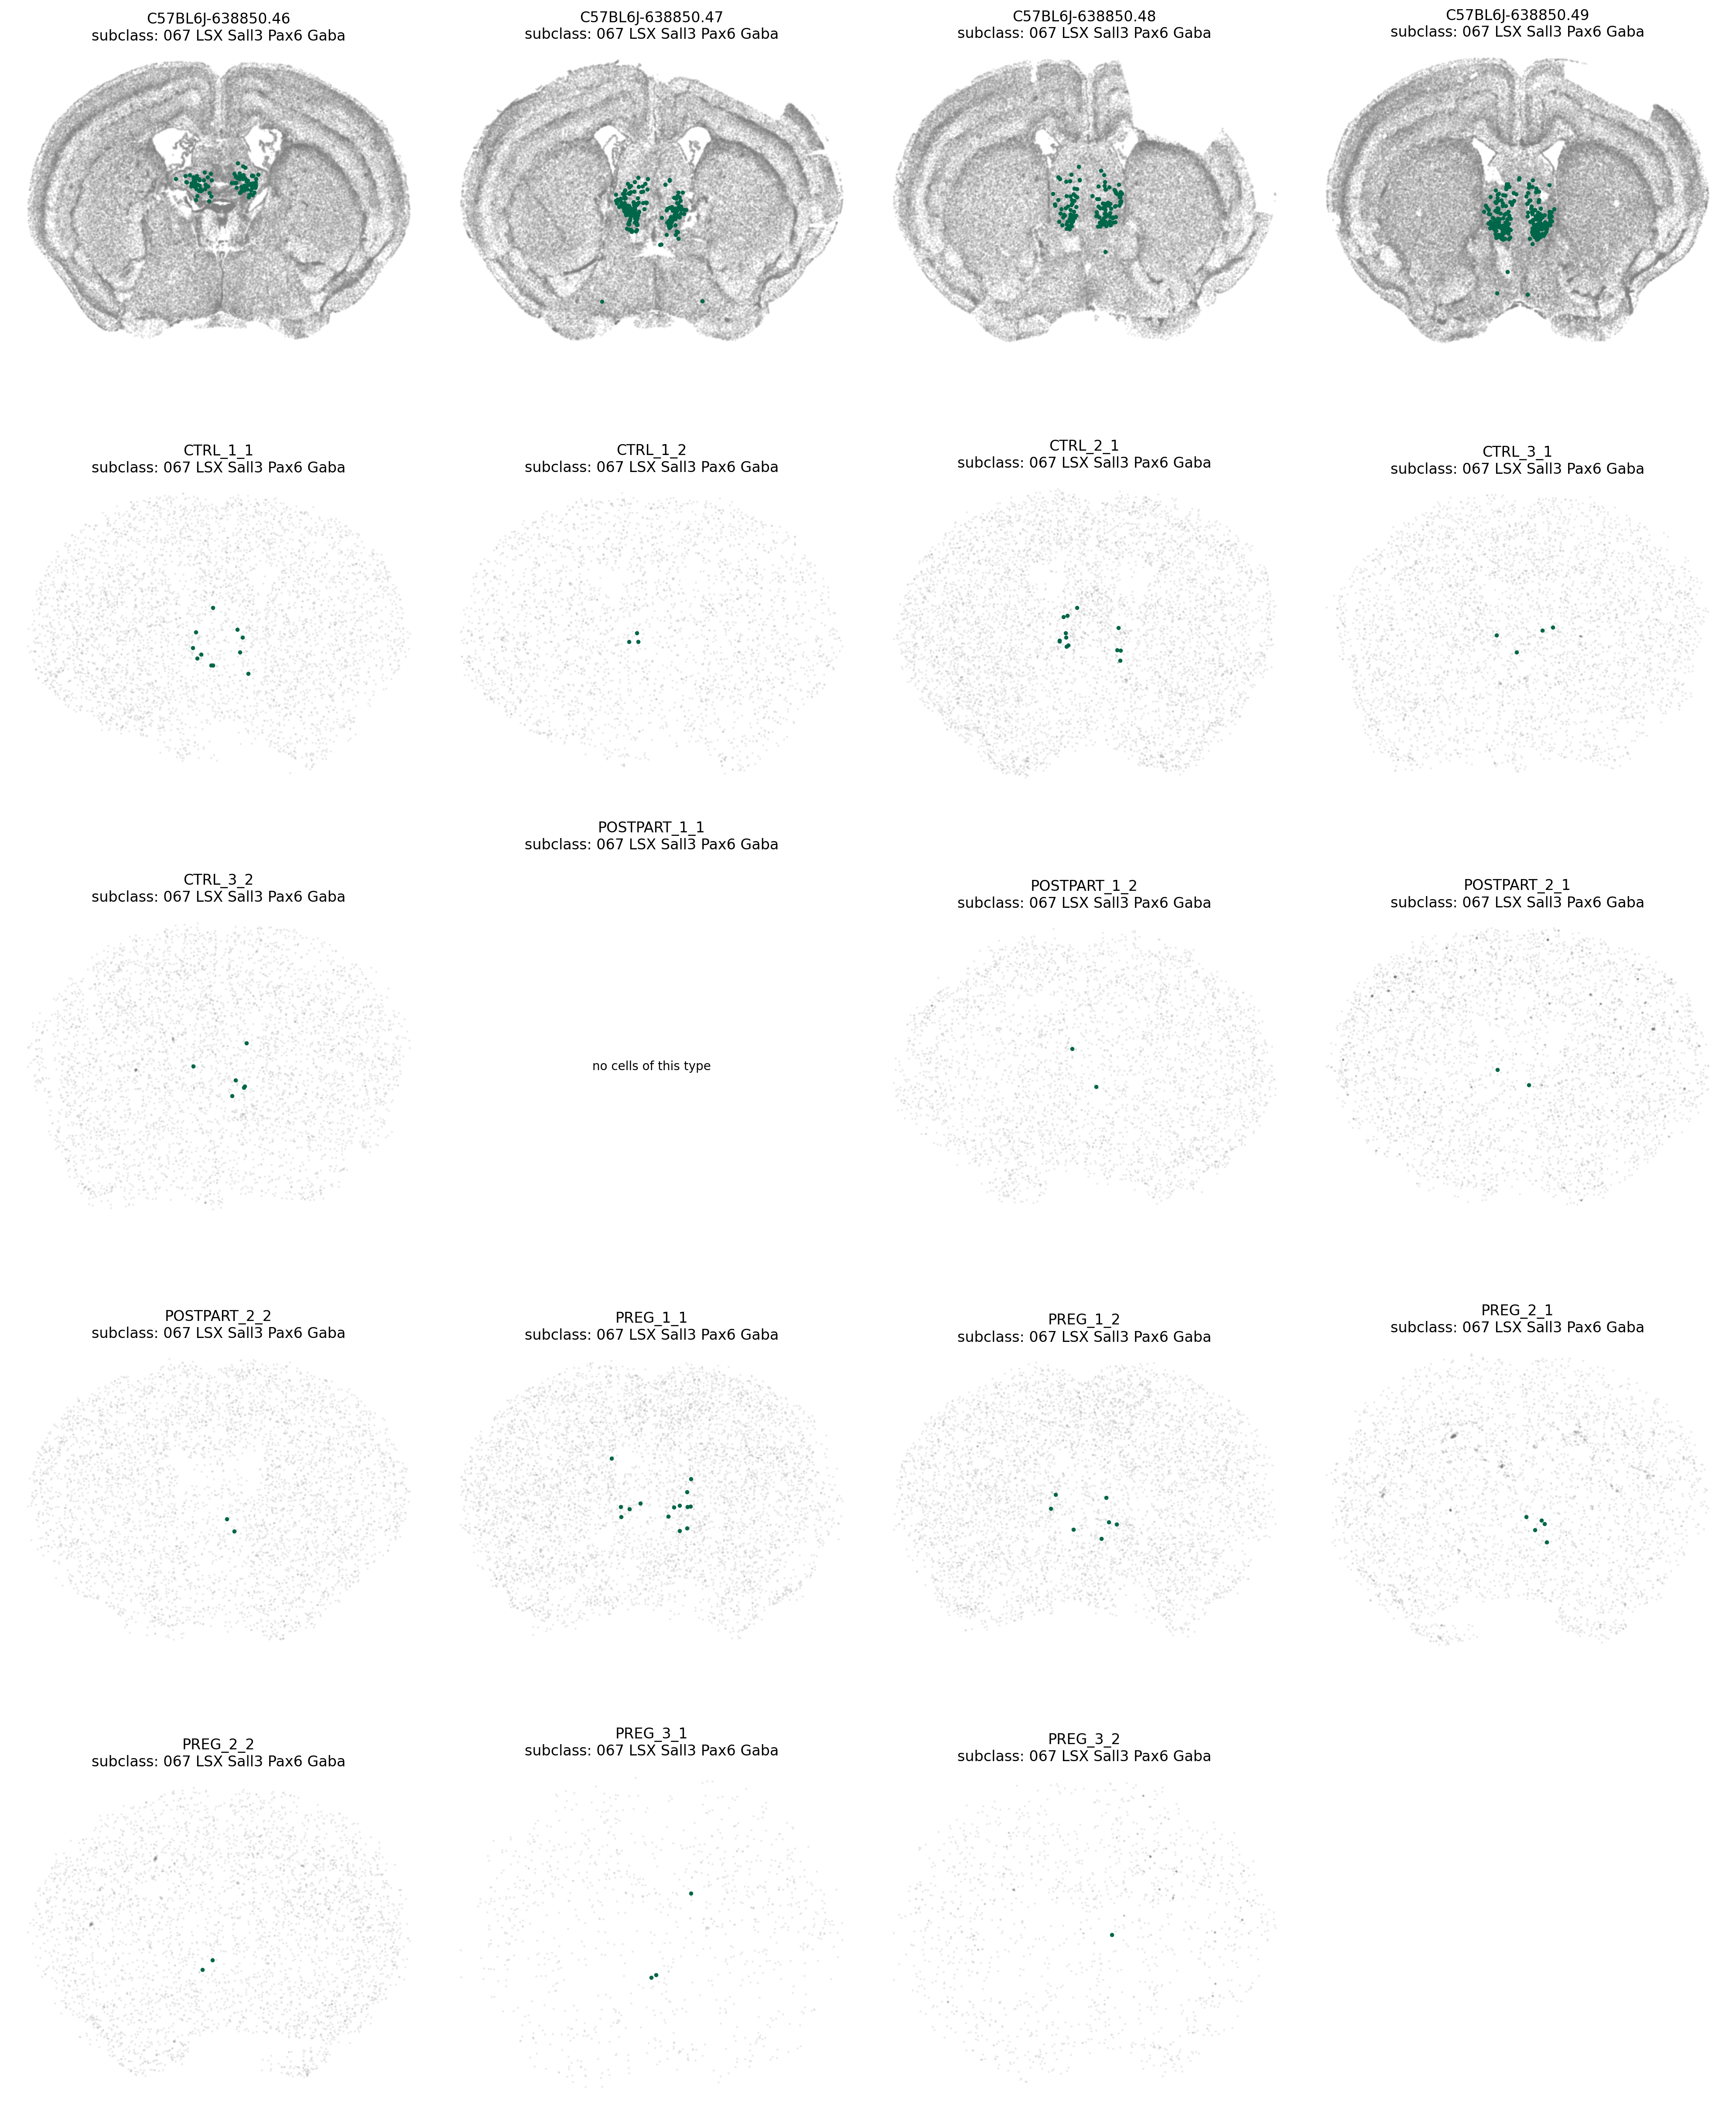 C57BL6J-638850.46
subclass: 067 LSX Sall3 Pax6 Gaba
C57BL6J-638850.47
subclass: 067 LSX Sall3 Pax6 Gaba
C57BL6J-638850.48
subclass: 067 LSX Sall3 Pax6 Gaba
C57BL6J-638850.49
subclass: 067 LSX Sall3 Pax6 Gaba
CTRL_1_1
subclass: 067 LSX Sall3 Pax6 Gaba
CTRL_1_2
subclass: 067 LSX Sall3 Pax6 Gaba
CTRL_2_1
subclass: 067 LSX Sall3 Pax6 Gaba
CTRL_3_1
subclass: 067 LSX Sall3 Pax6 Gaba
CTRL_3_2
subclass: 067 LSX Sall3 Pax6 Gaba
POSTPART_1_1
subclass: 067 LSX Sall3 Pax6 Gaba
no cells of this type
POSTPART_1_2
subclass: 067 LSX Sall3 Pax6 Gaba
POSTPART_2_1
subclass: 067 LSX Sall3 Pax6 Gaba
POSTPART_2_2
subclass: 067 LSX Sall3 Pax6 Gaba
PREG_1_1
subclass: 067 LSX Sall3 Pax6 Gaba
PREG_1_2
subclass: 067 LSX Sall3 Pax6 Gaba
PREG_2_1
subclass: 067 LSX Sall3 Pax6 Gaba
PREG_2_2
subclass: 067 LSX Sall3 Pax6 Gaba
PREG_3_1
subclass: 067 LSX Sall3 Pax6 Gaba
PREG_3_2
subclass: 067 LSX Sall3 Pax6 Gaba